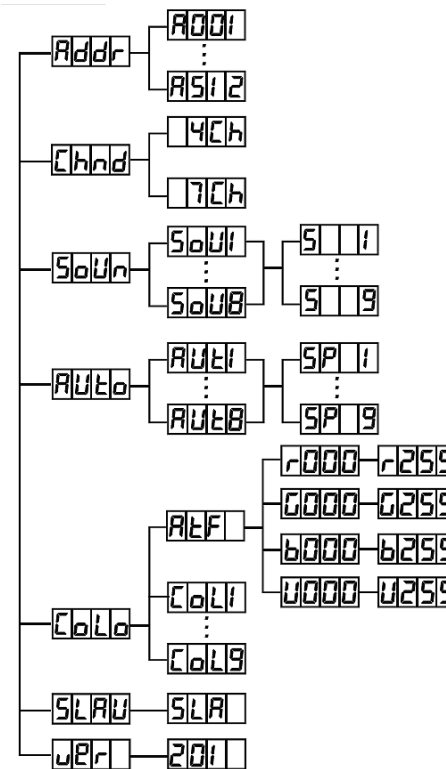 A001
Addr
A512
4Ch
Chnd
7Ch
SoU1 S 1
SoUn
SoU8 S 9
AUt1 SP 1
AUto
AUt8 SP 9
r000 r255
G000 G255
AtF
b000 b255
U000 U255
CoL1
CoLo
CoL9
SLAU SLA
ver 201